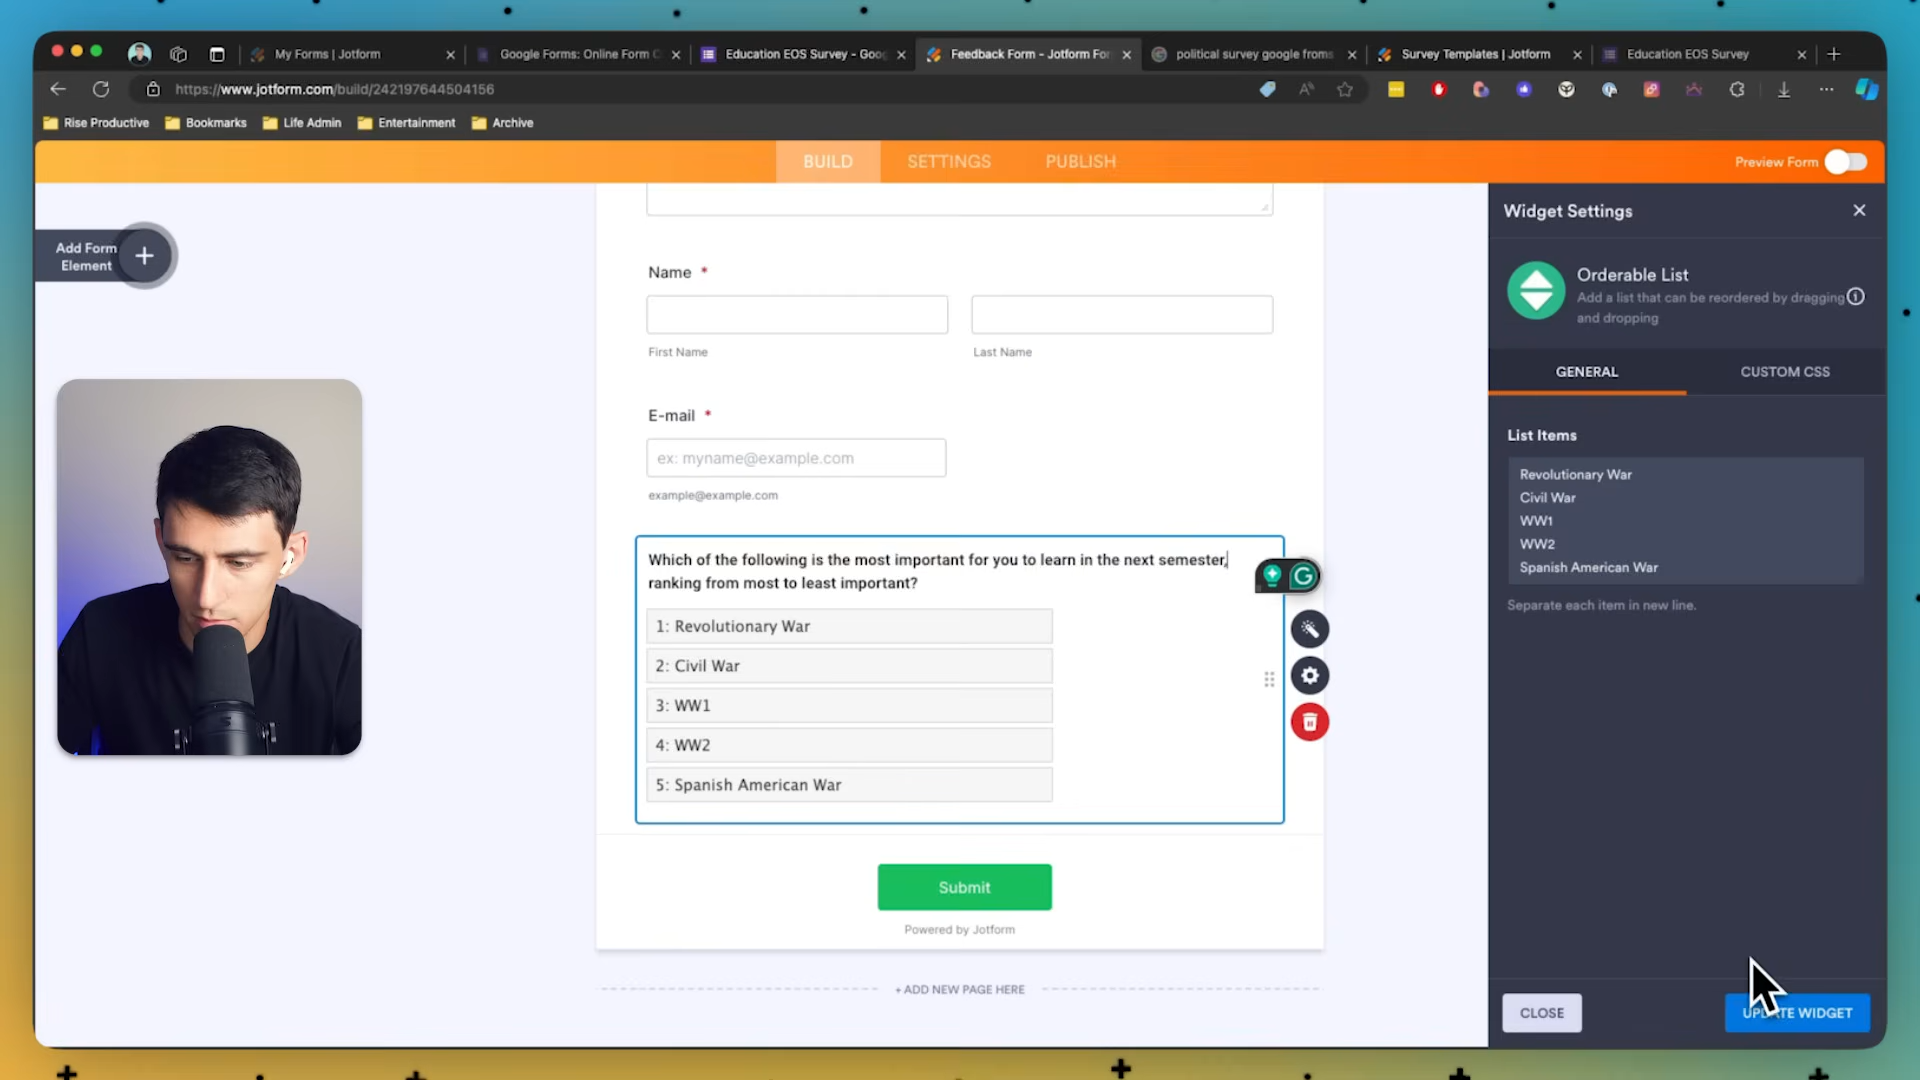 My Forms | Jotform
Google Forms: Online Form C
Education EOS Survey - Goog
Feedback Form - Jotform For
political survey google froms
Survey Templates | Jotform
Education EOS Survey
https://www.jotform.com/build/242197644504156
Rise Productive
Bookmarks
Life Admin
Entertainment
Archive
BUILD
SETTINGS
PUBLISH
Preview Form
Add Form
Element
Name *
First Name
Last Name
E-mail *
ex: myname@example.com
example@example.com
Which of the following is the most important for you to learn in the next semester,
ranking from most to least important?
1: Revolutionary War
2: Civil War
3: WW1
4: WW2
5: Spanish American War
Submit
Powered by Jotform
+ ADD NEW PAGE HERE
Widget Settings
Orderable List
Add a list that can be reordered by dragging
and dropping
GENERAL
CUSTOM CSS
List Items
Revolutionary War
Civil War
WW1
WW2
Spanish American War
Separate each item in new line.
CLOSE
UPDATE WIDGET